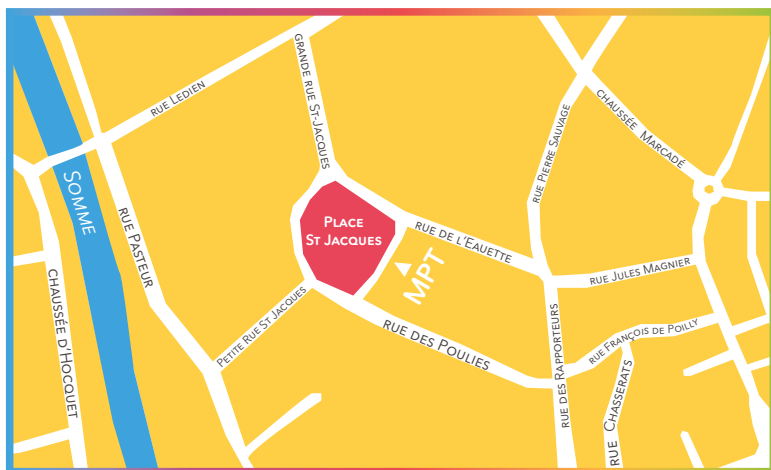 GRANDE RUE ST-JACQUES
RUE LEDIEN
CHAUSSÉE MARCADÉ
RUE PIERRE SAUVAGE
SOMME
RUE PASTEUR
PLACE
ST JACQUES
RUE DE L'EAUETTE
MPT
RUE JULES MAGNIER
CHAUSSÉE D'HOCQUET
PETITE RUE ST JACQUES
RUE DES POULIES
RUE DES RAPPORTEURS
RUE FRANÇOIS DE POILLY
RUE CHASSERATS